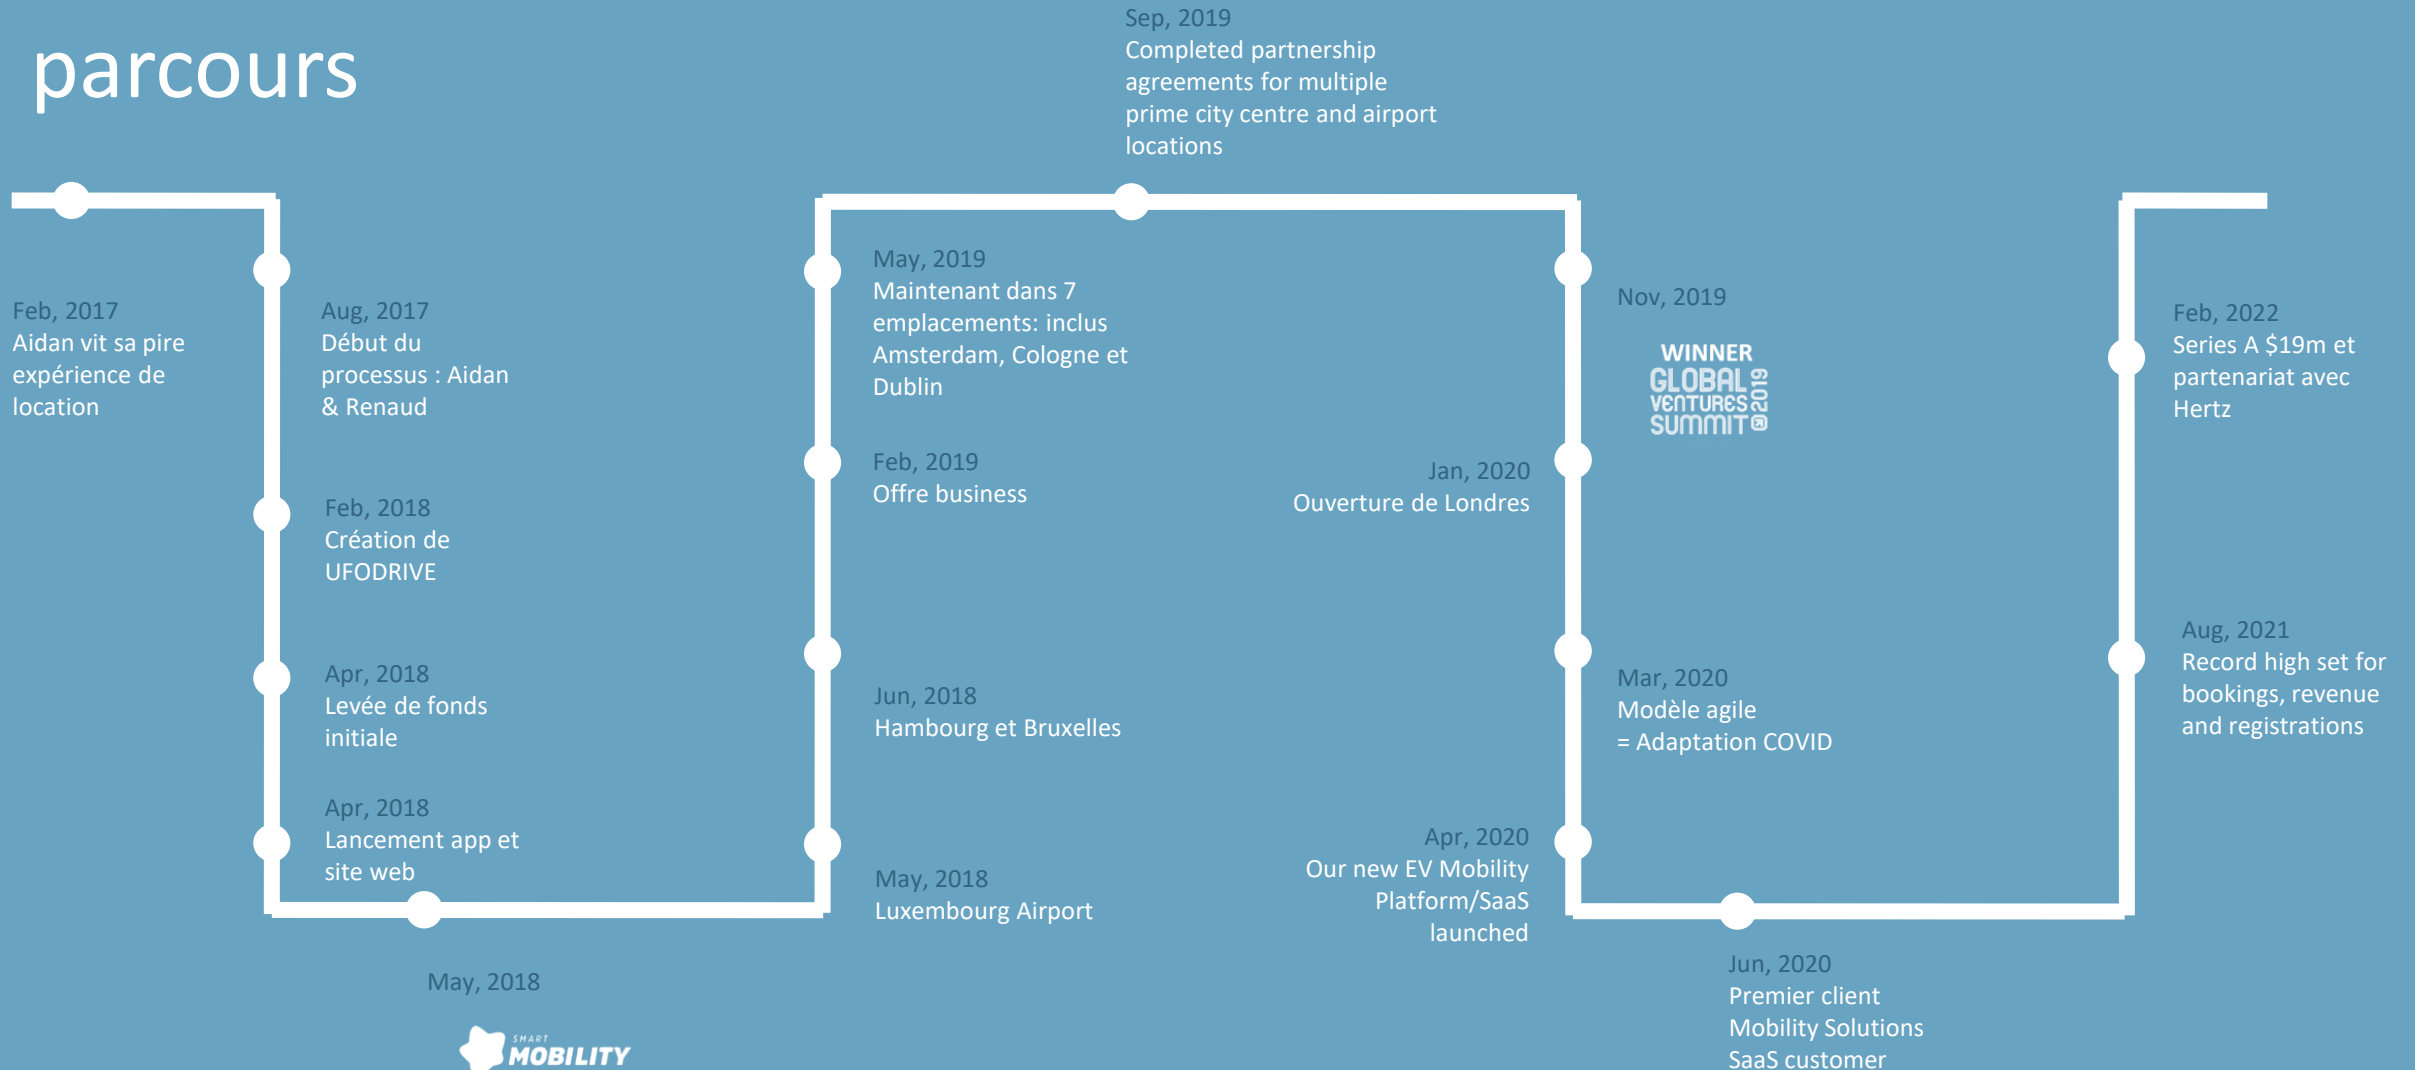 parcours
Feb, 2017
Aidan vit sa pire
expérience de
location
Aug, 2017
Début du
processus : Aidan
& Renaud
Feb, 2018
Création de
UFODRIVE
Apr, 2018
Levée de fonds
initiale
Apr, 2018
Lancement app et
site web
May, 2018
SMART
MOBILITY
May, 2018
Luxembourg Airport
Jun, 2018
Hambourg et Bruxelles
Feb, 2019
Offre business
May, 2019
Maintenant dans 7
emplacements: inclus
Amsterdam, Cologne et
Dublin
Sep, 2019
Completed partnership
agreements for multiple
prime city centre and airport
locations
Nov, 2019
WINNER
GLOBAL
VENTURES
SUMMIT
2019
Jan, 2020
Ouverture de Londres
Mar, 2020
Modèle agile
= Adaptation COVID
Apr, 2020
Our new EV Mobility
Platform/SaaS
launched
Jun, 2020
Premier client
Mobility Solutions
SaaS customer
Aug, 2021
Record high set for
bookings, revenue
and registrations
Feb, 2022
Series A $19m et
partenariat avec
Hertz